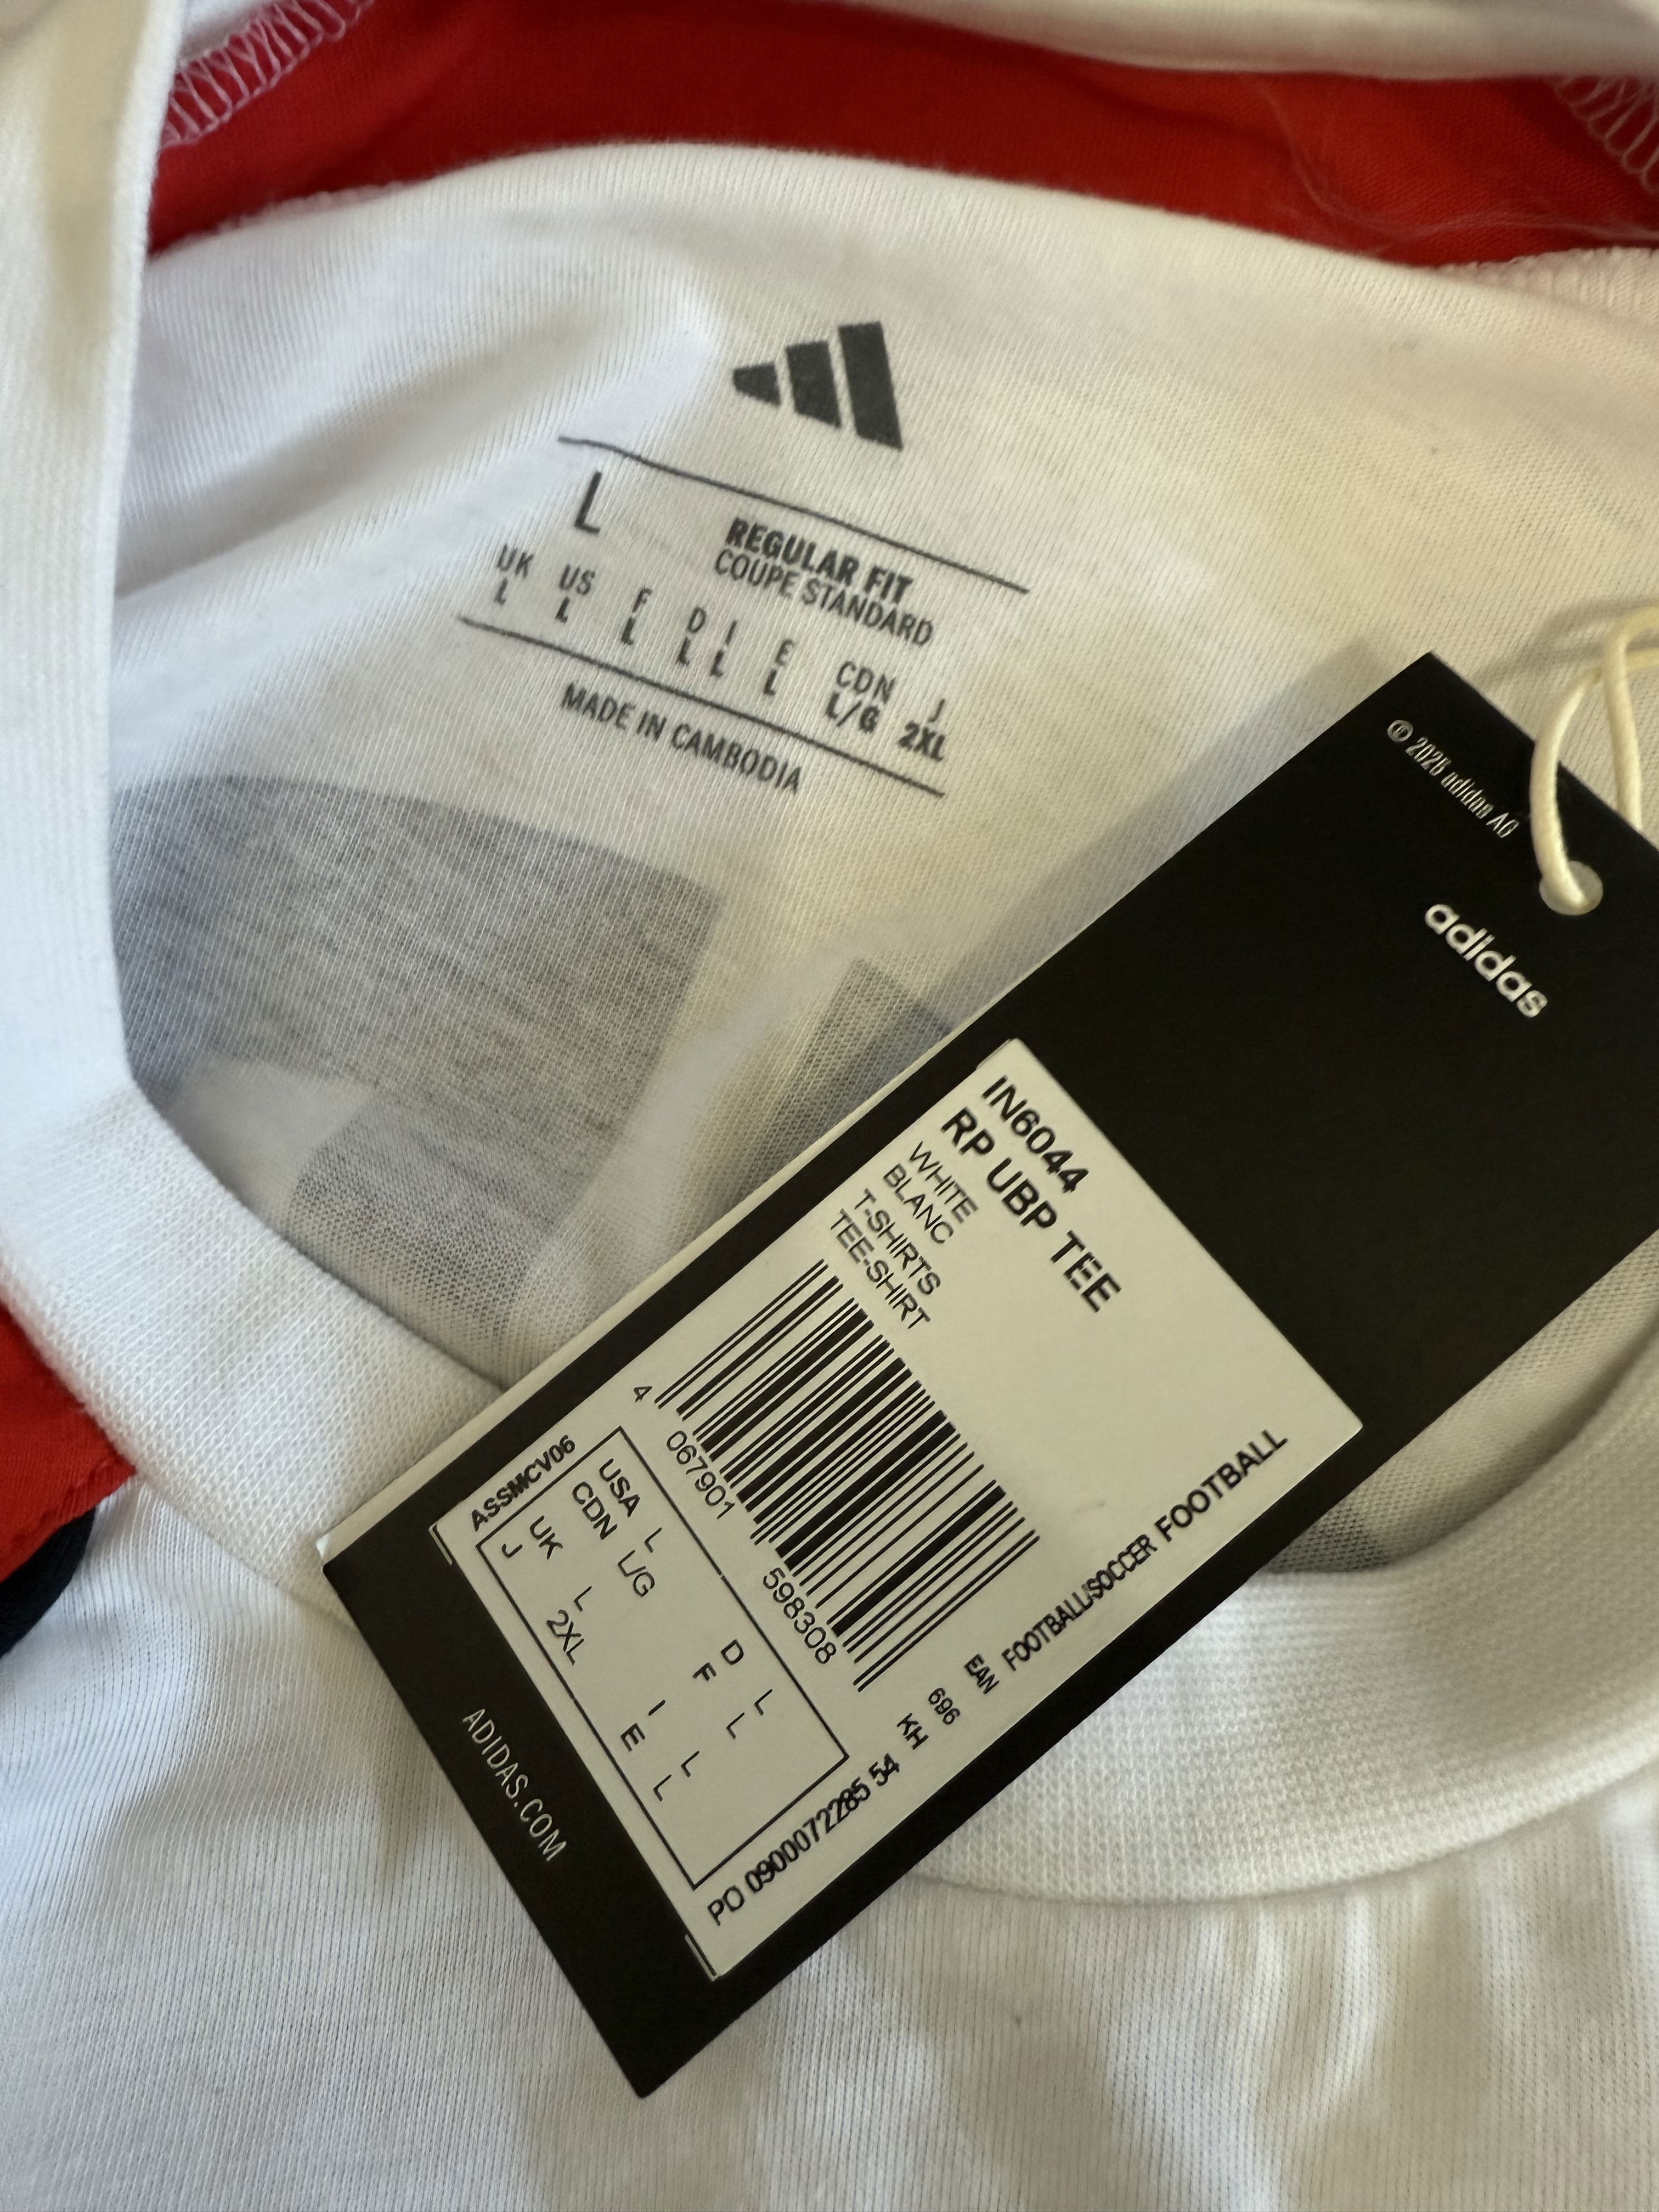 L
REGULAR FIT
COUPE STANDARD
UK US F D I E CDN J
L L L L L L L/G 2XL
MADE IN CAMBODIA
© 2025 adidas AG
adidas
IN6044
RP UBP TEE
WHITE
BLANC
T-SHIRTS
TEE-SHIRT
4 067901 598308
ASSMCV06
USA L D L
CDN L/G F L
UK L I L
J 2XL E L
FOOTBALL/SOCCER FOOTBALL
EAN
696
KH
PO 0900072285 54
ADIDAS.COM